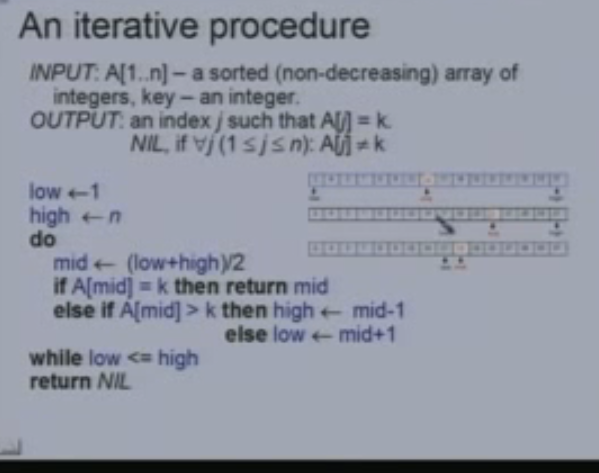 An iterative procedure
INPUT: A[1..n] – a sorted (non-decreasing) array of
integers, key – an integer.
OUTPUT: an index j such that A[j] = k.
NIL, if ∀j (1 ≤ j ≤ n): A[j] ≠ k
low ←1
high ← n
do
mid ← (low+high)/2
if A[mid] = k then return mid
else if A[mid] > k then high ← mid-1
else low ← mid+1
while low <= high
return NIL